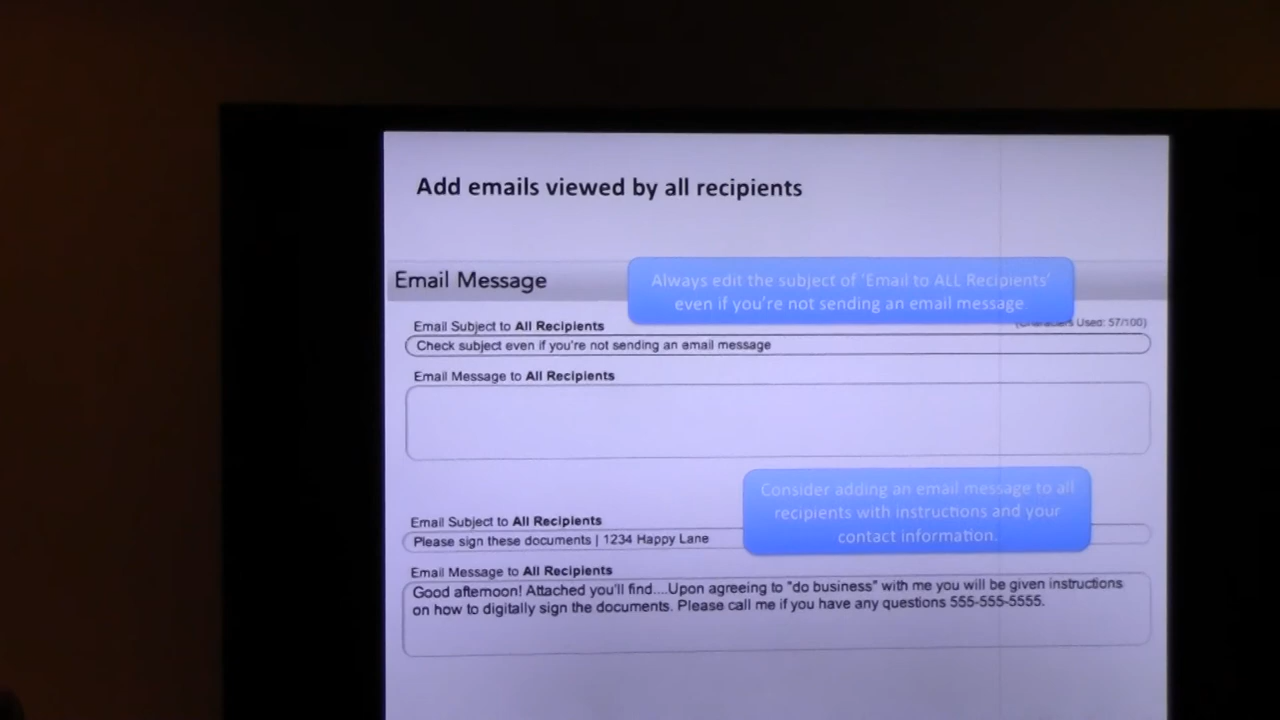 Add emails viewed by all recipients
Email Message
Always edit the subject of 'Email to ALL Recipients'
even if you're not sending an email message.
Email Subject to All Recipients
(Characters Used: 57/100)
Check subject even if you're not sending an email message
Email Message to All Recipients
Consider adding an email message to all
recipients with instructions and your
contact information.
Email Subject to All Recipients
Please sign these documents | 1234 Happy Lane
Email Message to All Recipients
Good afternoon! Attached you'll find....Upon agreeing to "do business" with me you will be given instructions
on how to digitally sign the documents. Please call me if you have any questions 555-555-5555.